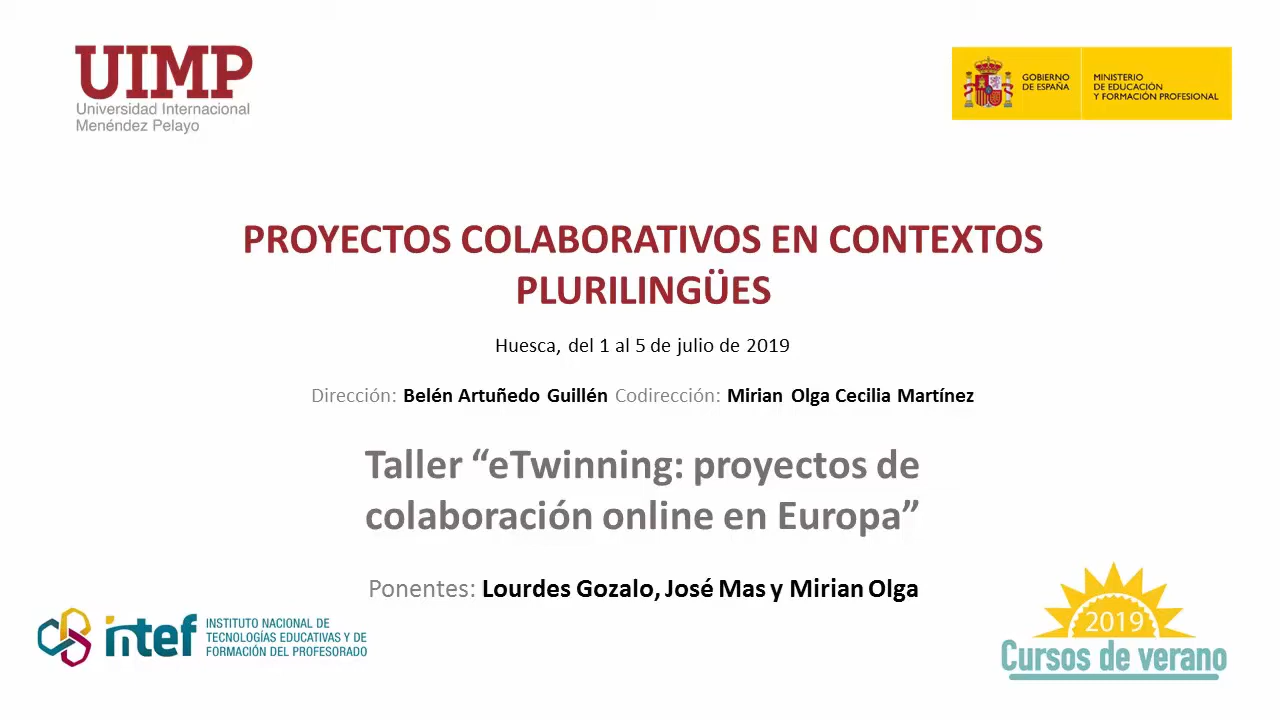 UIMP
Universidad Internacional
Menéndez Pelayo
GOBIERNO
DE ESPAÑA
MINISTERIO
DE EDUCACIÓN
Y FORMACIÓN PROFESIONAL
PROYECTOS COLABORATIVOS EN CONTEXTOS
PLURILINGÜES
Huesca, del 1 al 5 de julio de 2019
Dirección: Belén Artuñedo Guillén Codirección: Mirian Olga Cecilia Martínez
Taller “eTwinning: proyectos de
colaboración online en Europa”
Ponentes: Lourdes Gozalo, José Mas y Mirian Olga
intef
INSTITUTO NACIONAL DE
TECNOLOGÍAS EDUCATIVAS Y DE
FORMACIÓN DEL PROFESORADO
2019
Cursos de verano